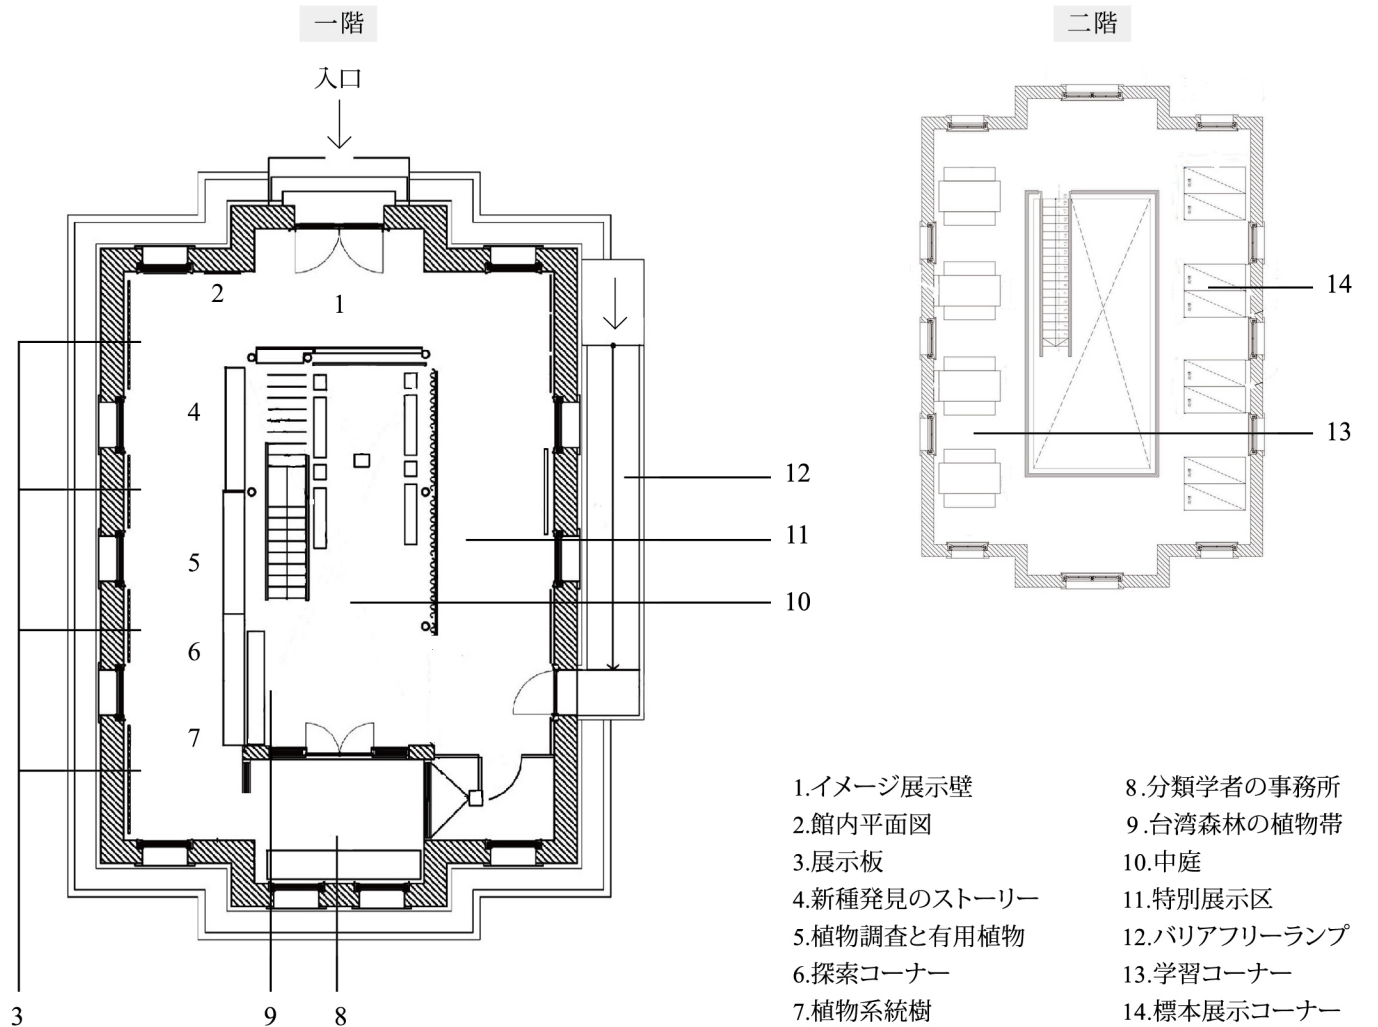 一階
二階
入口
2
1
14
4
13
12
11
5
10
6
7
3
9
8
1.イメージ展示壁
2.館内平面図
3.展示板
4.新種発見のストーリー
5.植物調査と有用植物
6.探索コーナー
7.植物系統樹
8.分類学者の事務所
9.台湾森林の植物帯
10.中庭
11.特別展示区
12.バリアフリーランプ
13.学習コーナー
14.標本展示コーナー